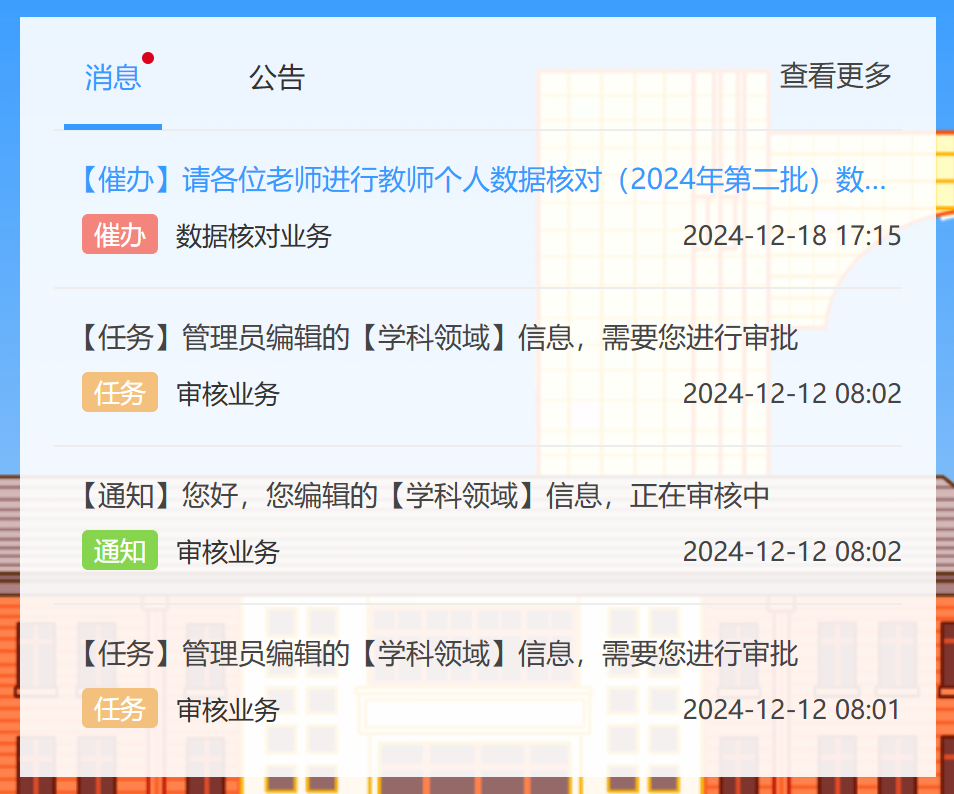 消息
公告
查看更多
【催办】请各位老师进行教师个人数据核对（2024年第二批）数...
催办 数据核对业务 2024-12-18 17:15
【任务】管理员编辑的【学科领域】信息，需要您进行审批
任务 审核业务 2024-12-12 08:02
【通知】您好，您编辑的【学科领域】信息，正在审核中
通知 审核业务 2024-12-12 08:02
【任务】管理员编辑的【学科领域】信息，需要您进行审批
任务 审核业务 2024-12-12 08:01